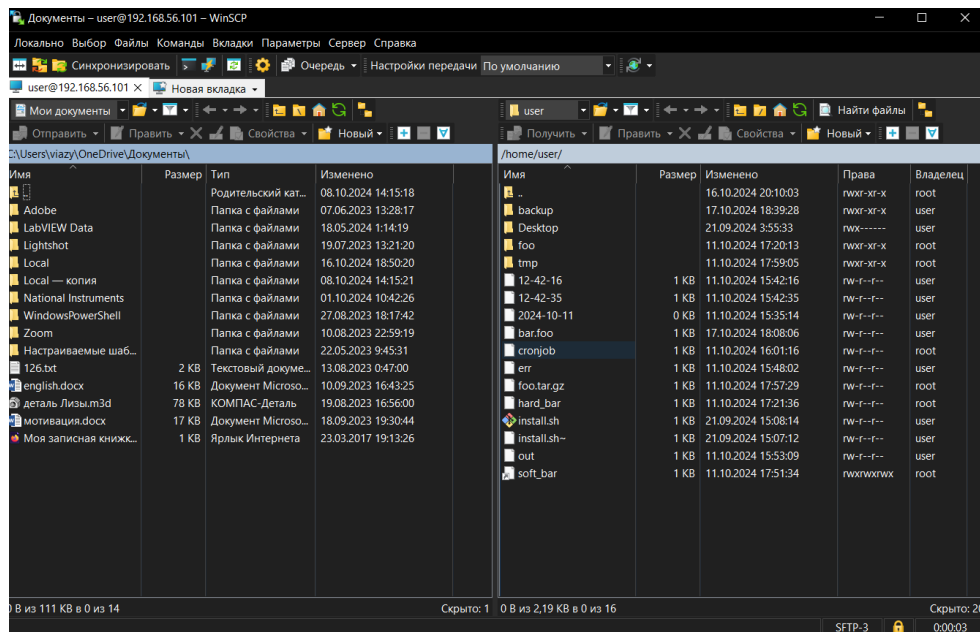 Документы – user@192.168.56.101 – WinSCP
Локально Выбор Файлы Команды Вкладки Параметры Сервер Справка
Синхронизировать Очередь Настройки передачи По умолчанию
user@192.168.56.101 × Новая вкладка
Мои документы user Найти файлы
Отправить Править Свойства Новый Получить Править Свойства Новый
C:\Users\viazy\OneDrive\Документы\ /home/user/
Имя Размер Тип Изменено Имя Размер Изменено Права Владелец
.. Родительский кат... 08.10.2024 14:15:18 .. 16.10.2024 20:10:03 rwxr-xr-x root
Adobe Папка с файлами 07.06.2023 13:28:17 backup 17.10.2024 18:39:28 rwxr-xr-x user
LabVIEW Data Папка с файлами 18.05.2024 1:14:19 Desktop 21.09.2024 3:55:33 rwx------ user
Lightshot Папка с файлами 19.07.2023 13:21:20 foo 11.10.2024 17:20:13 rwxr-xr-x root
Local Папка с файлами 16.10.2024 18:50:20 tmp 11.10.2024 17:59:05 rwxr-xr-x root
Local — копия Папка с файлами 08.10.2024 14:15:21 12-42-16 1 KB 11.10.2024 15:42:16 rw-r--r-- user
National Instruments Папка с файлами 01.10.2024 10:42:26 12-42-35 1 KB 11.10.2024 15:42:35 rw-r--r-- user
WindowsPowerShell Папка с файлами 27.08.2023 18:17:42 2024-10-11 0 KB 11.10.2024 15:35:14 rw-r--r-- user
Zoom Папка с файлами 10.08.2023 22:59:19 bar.foo 1 KB 17.10.2024 18:08:06 rw-r--r-- user
Настраиваемые шаб... Папка с файлами 22.05.2023 9:45:31 cronjob 1 KB 11.10.2024 16:01:16 rw-r--r-- user
126.txt 2 KB Текстовый докуме... 13.08.2023 0:47:00 err 1 KB 11.10.2024 15:48:02 rw-r--r-- user
english.docx 16 KB Документ Microso... 10.09.2023 16:43:25 foo.tar.gz 1 KB 11.10.2024 17:57:29 rw-r--r-- root
деталь Лизы.m3d 78 KB КОМПАС-Деталь 19.08.2023 16:56:00 hard_bar 1 KB 11.10.2024 17:21:36 rw-r--r-- root
мотивация.docx 17 KB Документ Microso... 18.09.2023 19:30:44 install.sh 1 KB 21.09.2024 15:08:14 rw-r--r-- user
Моя записная книжк... 1 KB Ярлык Интернета 23.03.2017 19:13:26 install.sh~ 1 KB 21.09.2024 15:07:12 rw-r--r-- user
out 1 KB 11.10.2024 15:53:09 rw-r--r-- user
soft_bar 1 KB 11.10.2024 17:51:34 rwxrwxrwx root
0 B из 111 KB в 0 из 14 Скрыто: 1 0 B из 2,19 KB в 0 из 16 Скрыто: 20
SFTP-3 0:00:03